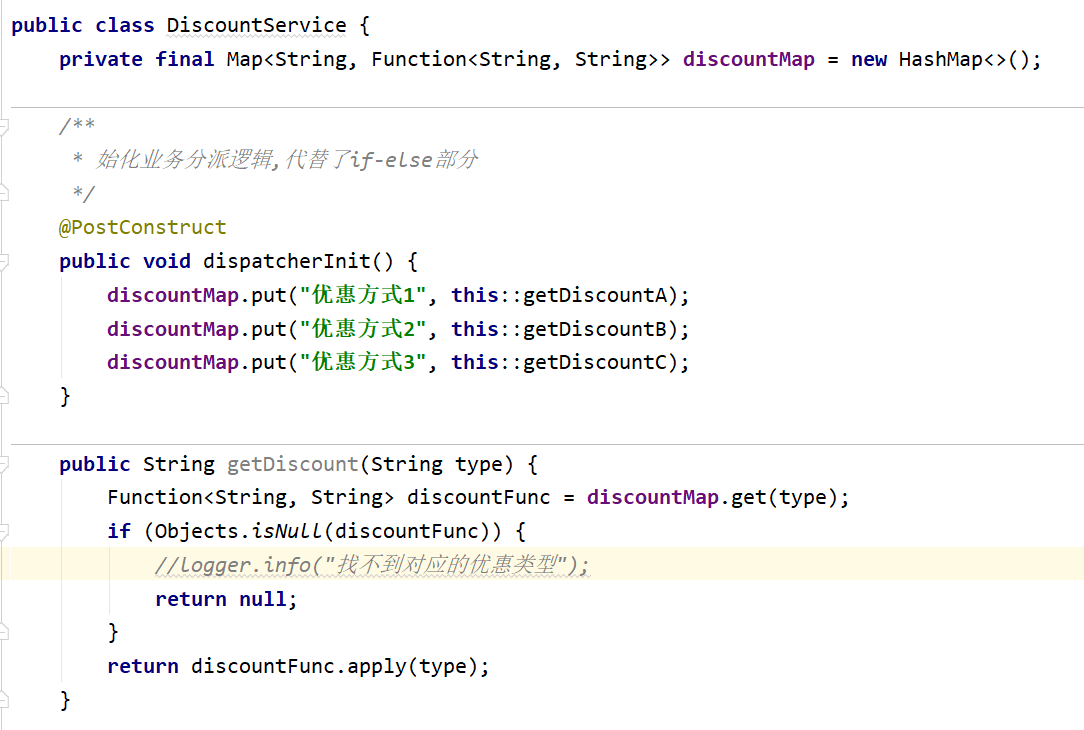 public class DiscountService {
    private final Map<String, Function<String, String>> discountMap = new HashMap<>();
    /**
     * 始化业务分派逻辑,代替了if-else部分
     */
    @PostConstruct
    public void dispatcherInit() {
        discountMap.put("优惠方式1", this::getDiscountA);
        discountMap.put("优惠方式2", this::getDiscountB);
        discountMap.put("优惠方式3", this::getDiscountC);
    }
    public String getDiscount(String type) {
        Function<String, String> discountFunc = discountMap.get(type);
        if (Objects.isNull(discountFunc)) {
            //logger.info("找不到对应的优惠类型");
            return null;
        }
        return discountFunc.apply(type);
    }